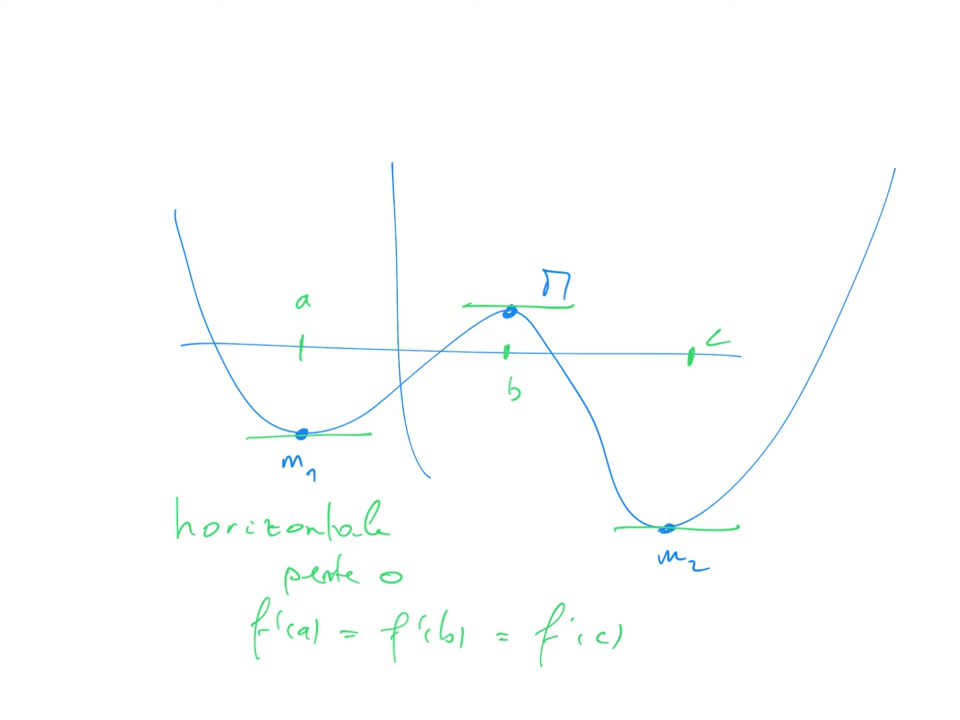 M
a
c
b
m1
m2
horizontale
pente 0
f'(a) = f'(b) = f'(c)